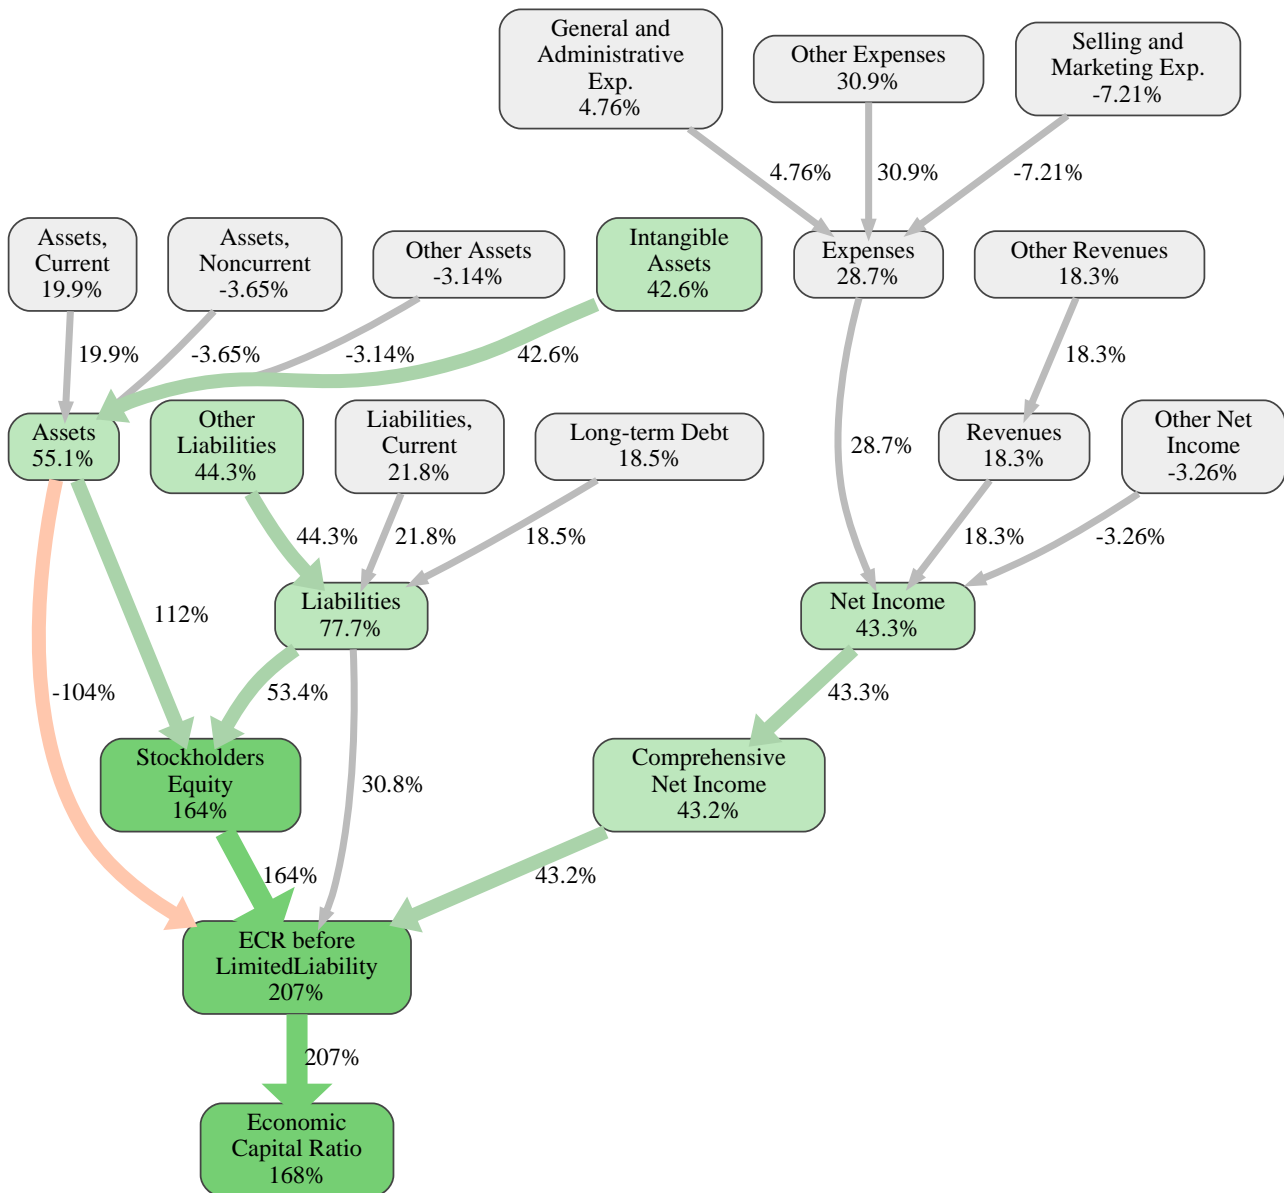 General and
Administrative
Exp.
4.76%
Other Expenses
30.9%
Selling and
Marketing Exp.
-7.21%
4.76%
30.9%
-7.21%
Assets,
Current
19.9%
Assets,
Noncurrent
-3.65%
Other Assets
-3.14%
Intangible
Assets
42.6%
Expenses
28.7%
Other Revenues
18.3%
19.9%
-3.65%
-3.14%
42.6%
18.3%
Assets
55.1%
Other
Liabilities
44.3%
Liabilities,
Current
21.8%
Long-term Debt
18.5%
28.7%
Revenues
18.3%
Other Net
Income
-3.26%
44.3%
21.8%
18.5%
18.3%
-3.26%
112%
Liabilities
77.7%
Net Income
43.3%
-104%
53.4%
43.3%
Stockholders
Equity
164%
30.8%
Comprehensive
Net Income
43.2%
164%
43.2%
ECR before
LimitedLiability
207%
207%
Economic
Capital Ratio
168%